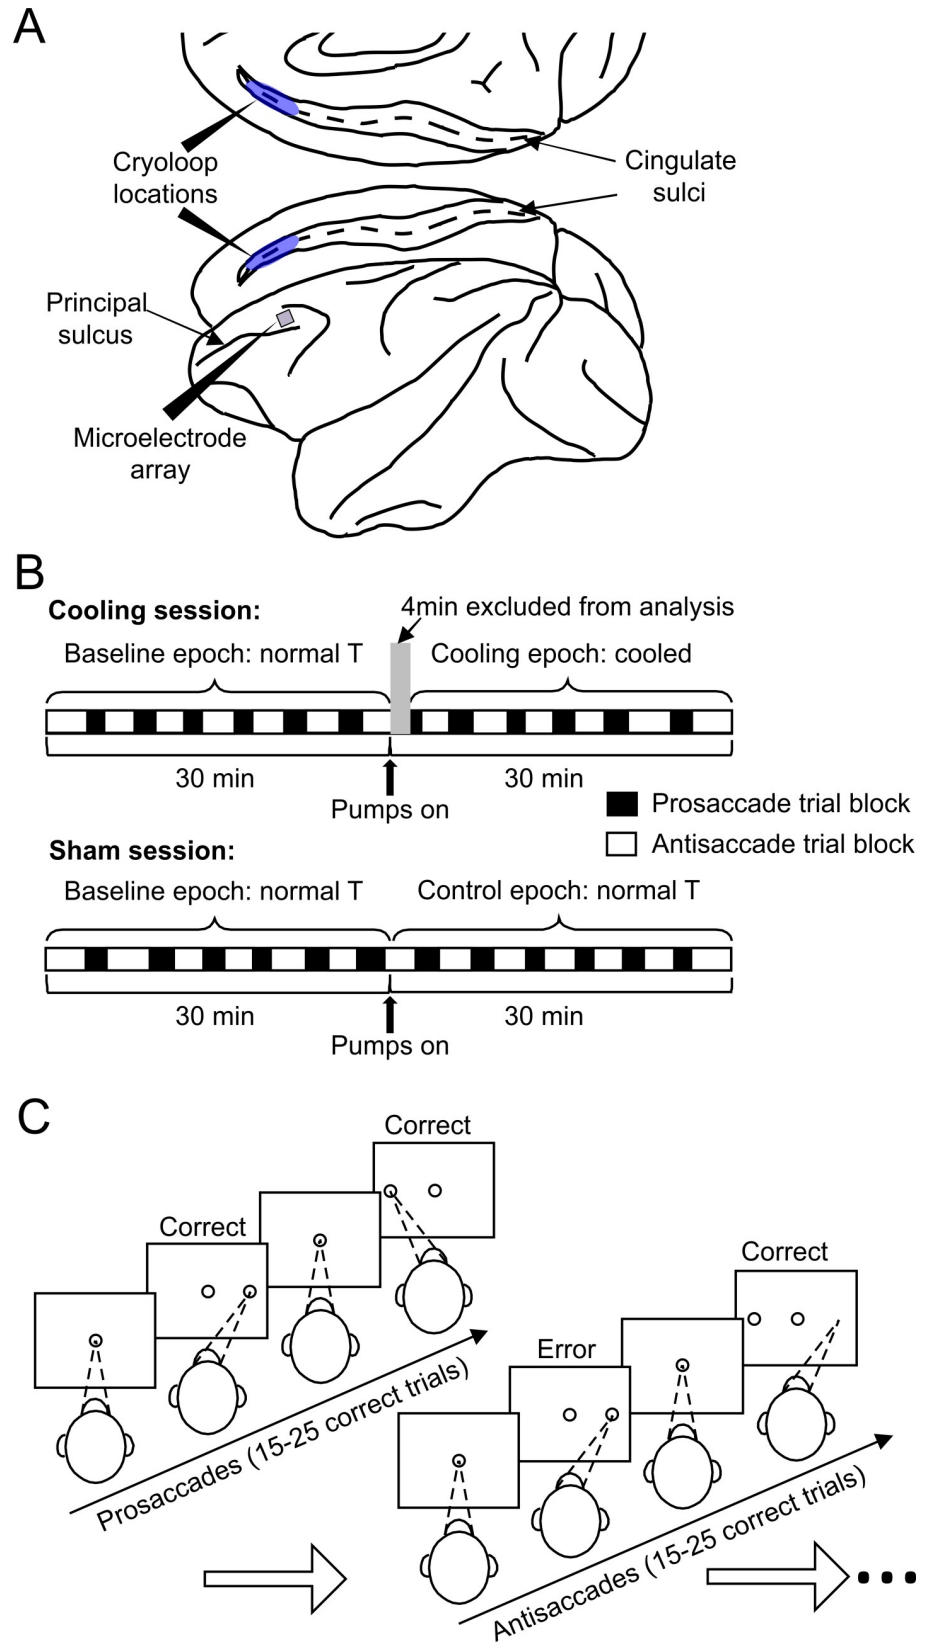 A
Cryoloop
locations
Cingulate
sulci
Principal
sulcus
Microelectrode
array
B
Cooling session:
4min excluded from analysis
Baseline epoch: normal T
Cooling epoch: cooled
30 min
30 min
Pumps on
Prosaccade trial block
Antisaccade trial block
Sham session:
Baseline epoch: normal T
Control epoch: normal T
30 min
30 min
Pumps on
C
Correct
Correct
Prosaccades (15-25 correct trials)
Correct
Error
Antisaccades (15-25 correct trials)